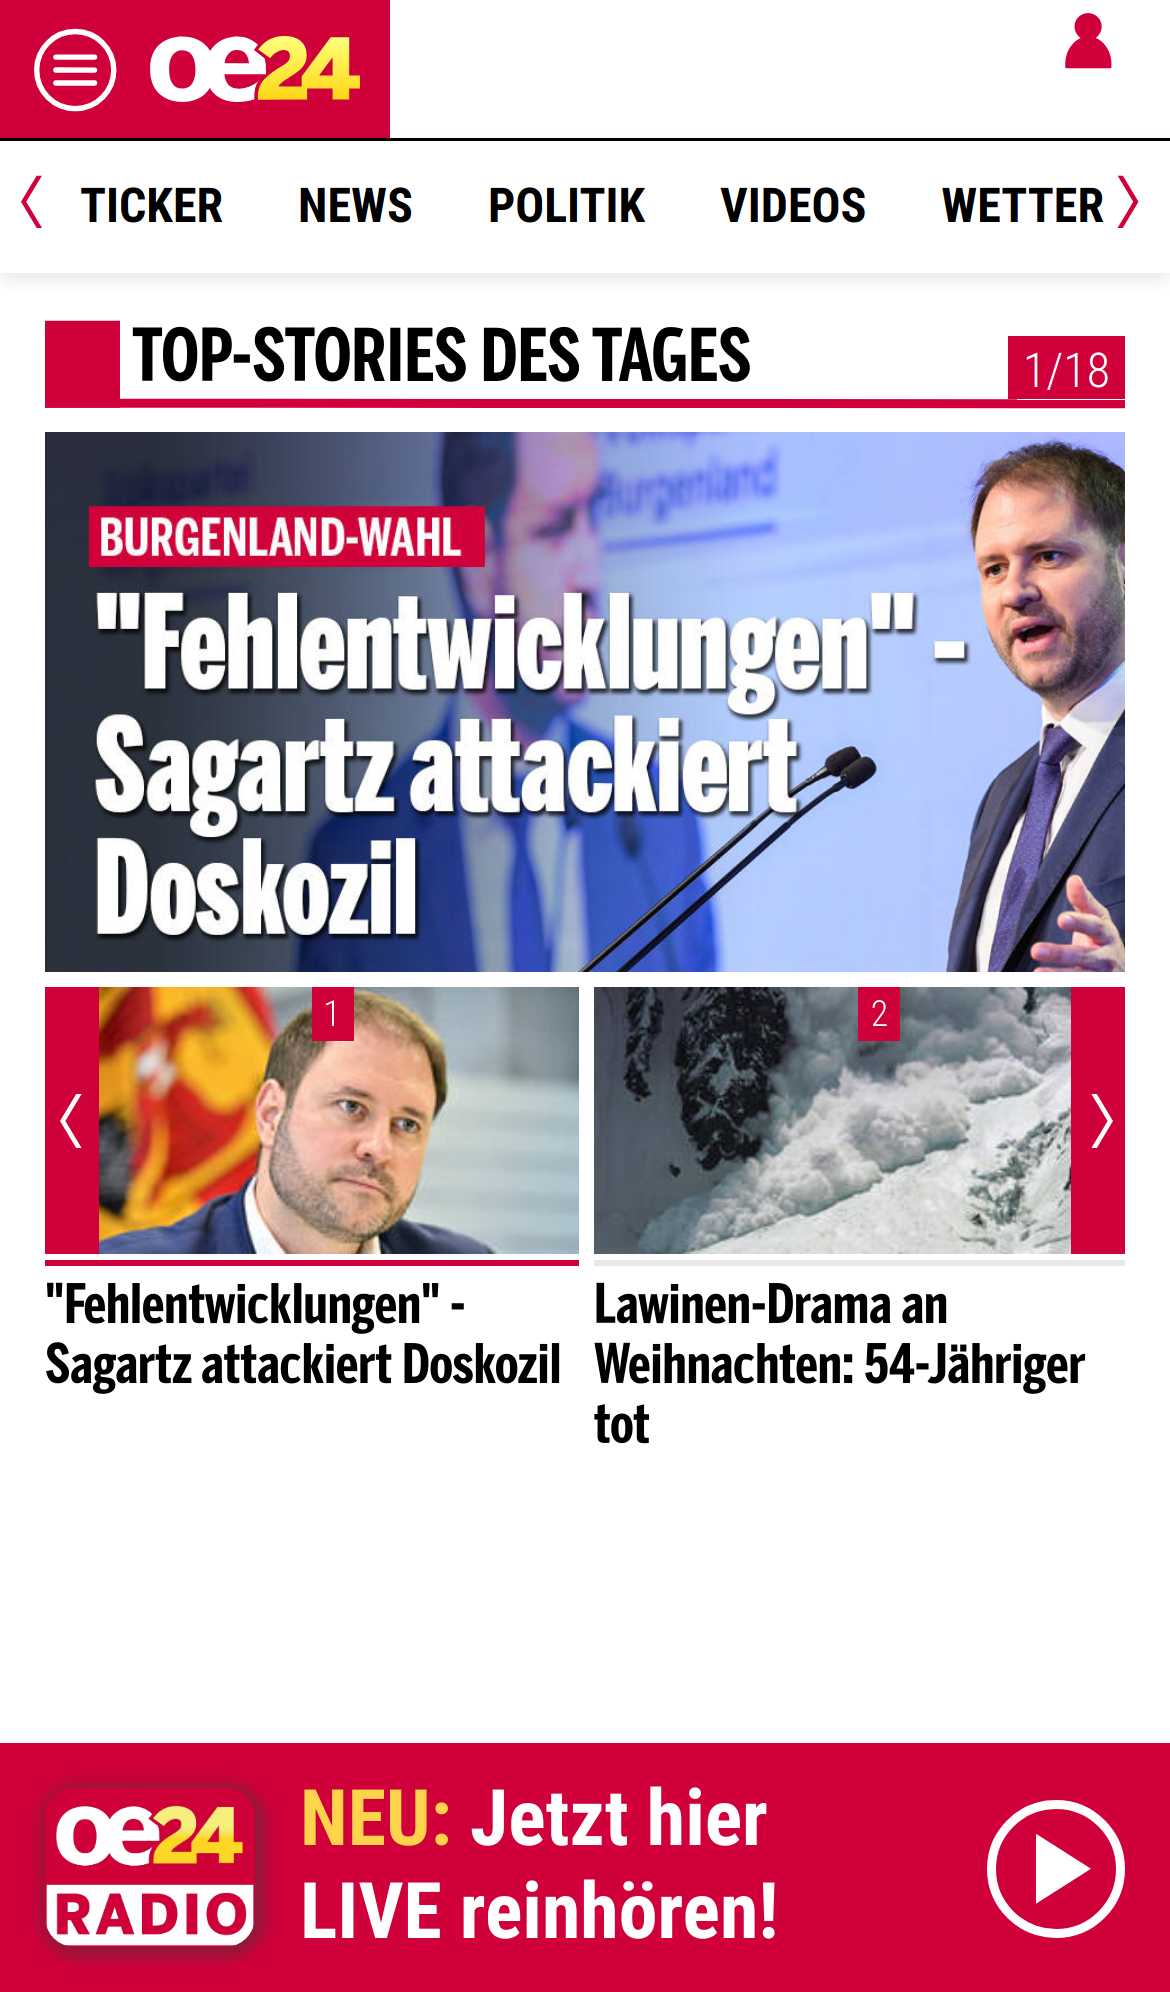 oe24
TICKER NEWS POLITIK VIDEOS WETTER
TOP-STORIES DES TAGES
1/18
Burgenland
BURGENLAND-WAHL
"Fehlentwicklungen" -
Sagartz attackiert
Doskozil
1
2
"Fehlentwicklungen" -
Sagartz attackiert Doskozil
Lawinen-Drama an
Weihnachten: 54-Jähriger
tot
oe24
RADIO
NEU: Jetzt hier
LIVE reinhören!